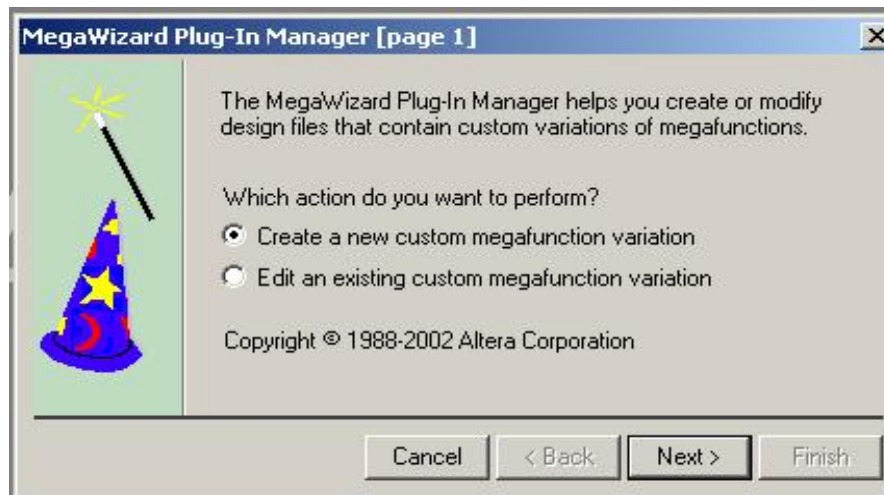 MegaWizard Plug-In Manager [page 1]
The MegaWizard Plug-In Manager helps you create or modify
design files that contain custom variations of megafunctions.
Which action do you want to perform?
Create a new custom megafunction variation
Edit an existing custom megafunction variation
Copyright © 1988-2002 Altera Corporation
Cancel < Back Next > Finish